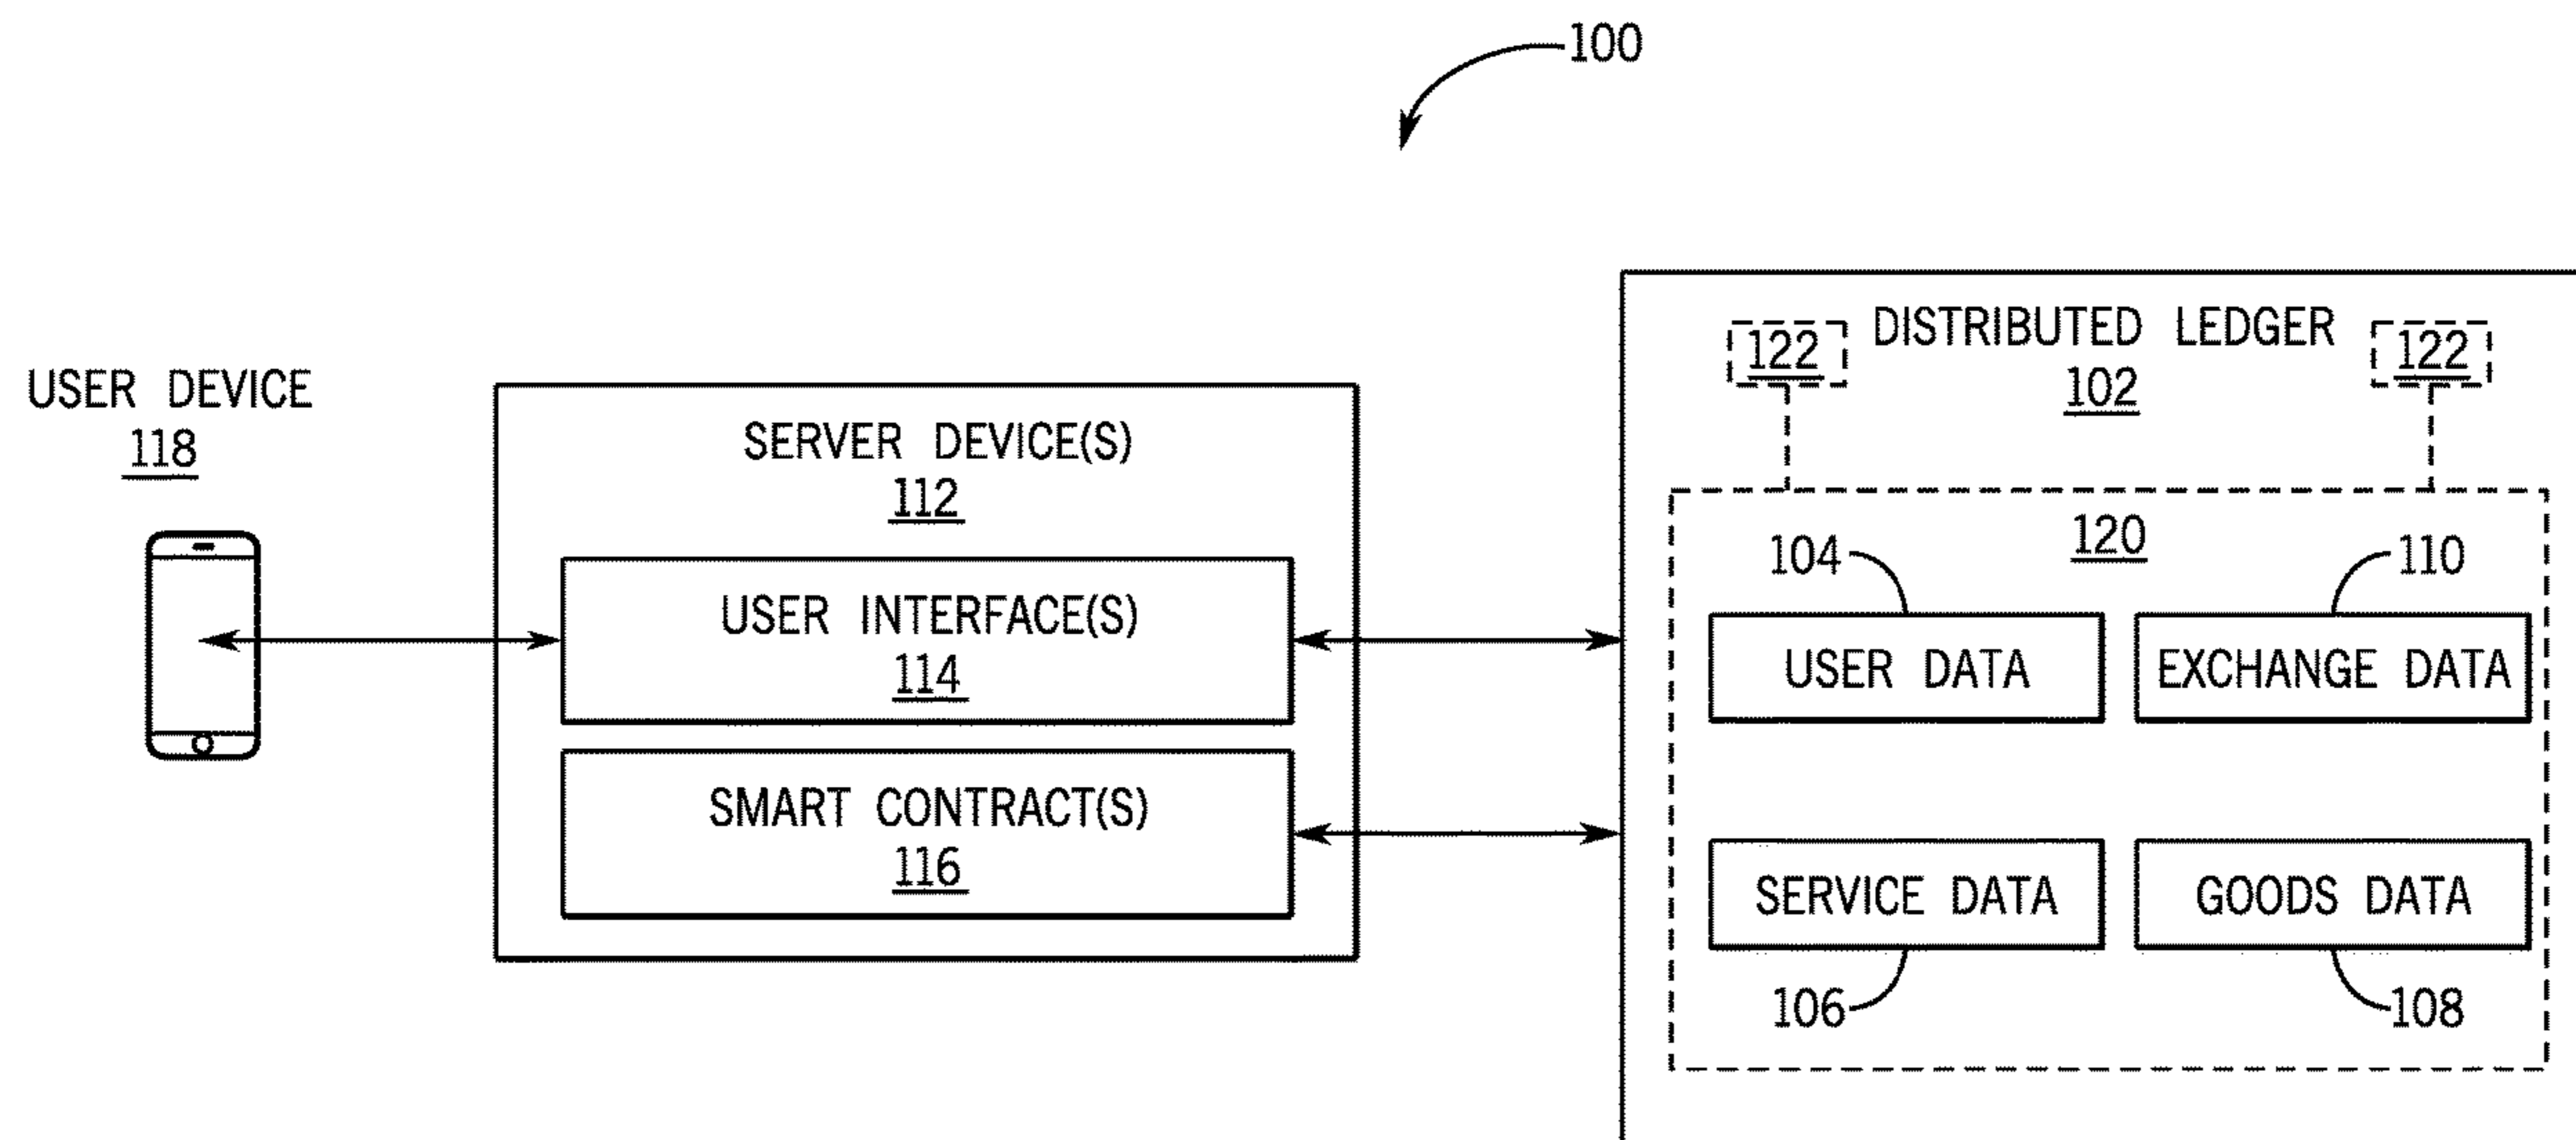 100
USER DEVICE
118
SERVER DEVICE(S)
112
USER INTERFACE(S)
114
SMART CONTRACT(S)
116
122
DISTRIBUTED LEDGER
122
102
120
104
110
USER DATA
EXCHANGE DATA
SERVICE DATA
GOODS DATA
106
108